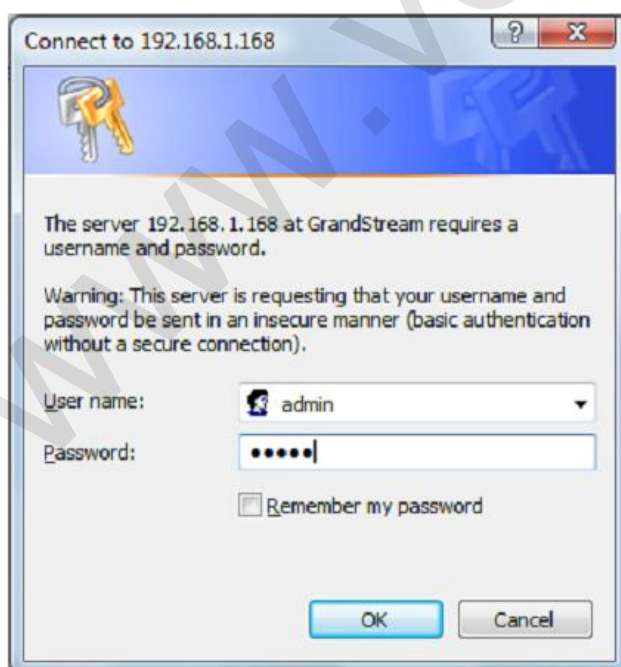 Connect to 192.168.1.168
The server 192.168.1.168 at GrandStream requires a
username and password.
Warning: This server is requesting that your username and
password be sent in an insecure manner (basic authentication
without a secure connection).
User name:
admin
Password:
•••••
Remember my password
OK
Cancel